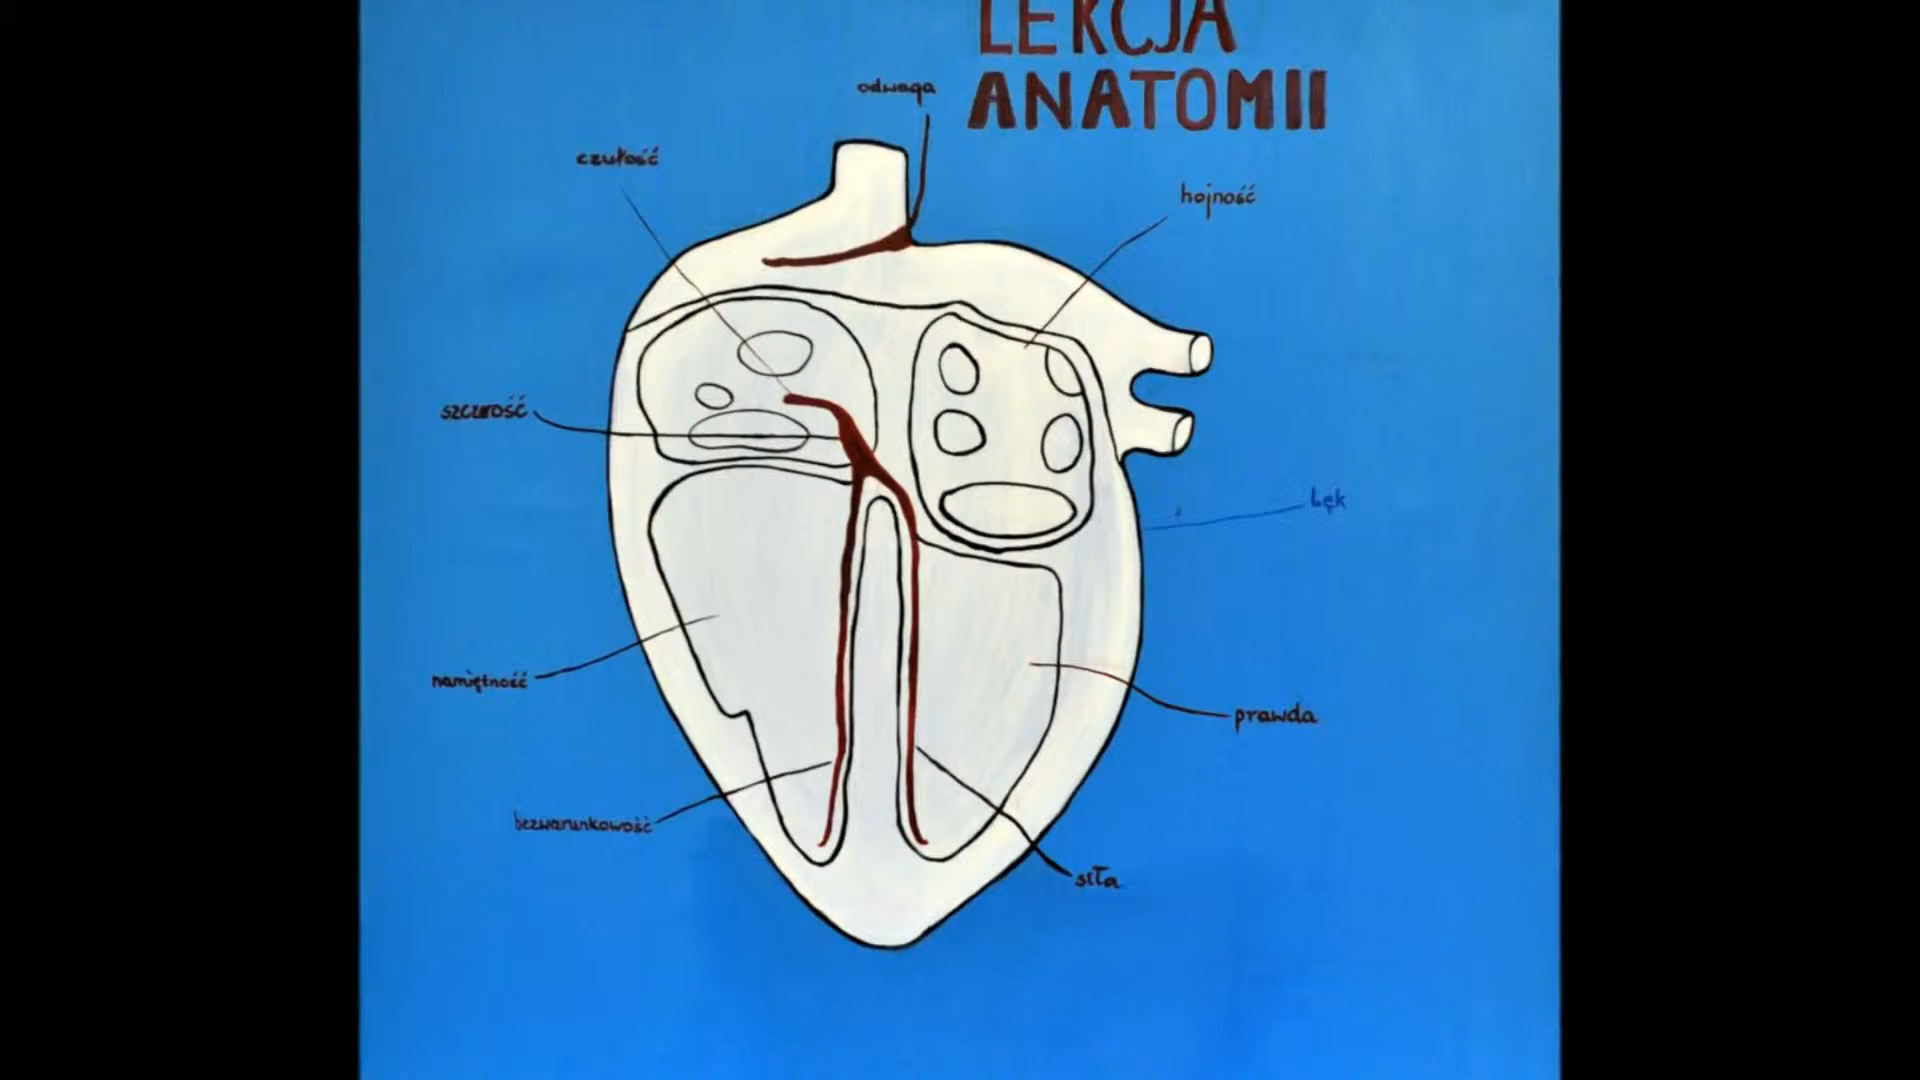 LEKCJA
ANATOMII
odwaga
czułość
hojność
szczerość
lęk
namiętność
prawda
bezwarunkowość
siła